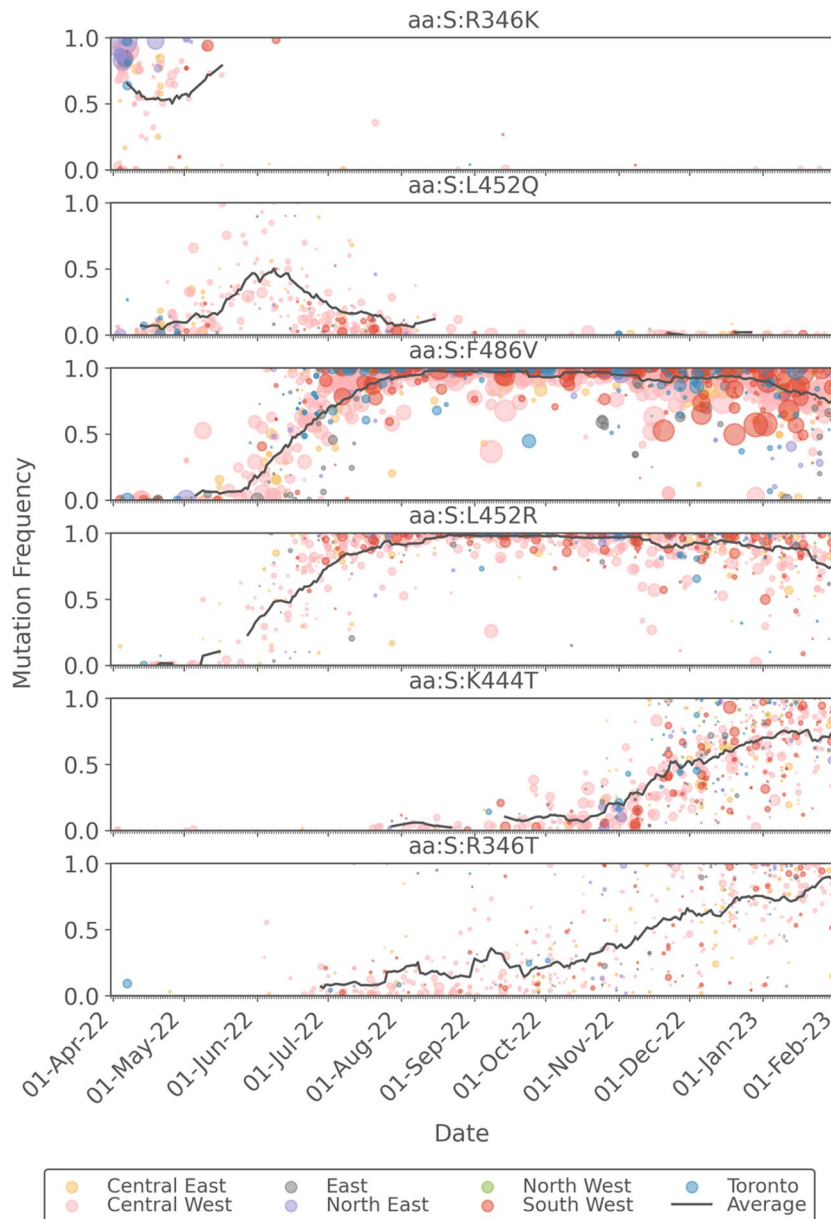 aa:S:R346K
1.0
0.5
0.0
aa:S:L452Q
1.0
0.5
0.0
aa:S:F486V
1.0
0.5
0.0
aa:S:L452R
1.0
0.5
0.0
aa:S:K444T
1.0
0.5
0.0
aa:S:R346T
1.0
0.5
0.0
Mutation Frequency
01-Apr-22
01-May-22
01-Jun-22
01-Jul-22
01-Aug-22
01-Sep-22
01-Oct-22
01-Nov-22
01-Dec-22
01-Jan-23
01-Feb-23
Date
Central East East North West Toronto
Central West North East South West Average